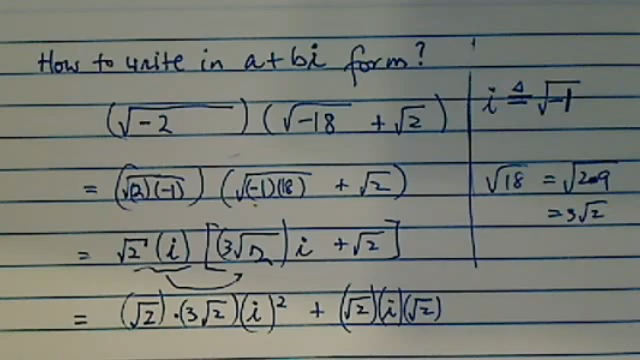 How to write in a + bi form?
(√-2 ) (√-18 + √2)
i ≜ √-1
= (√(2)(-1) ) (√(-1)(18) + √2)
√18 = √2·9
= 3√2
= √2 (i) [(3√2) i + √2]
= (√2)·(3√2)(i)² + (√2)(i)(√2)